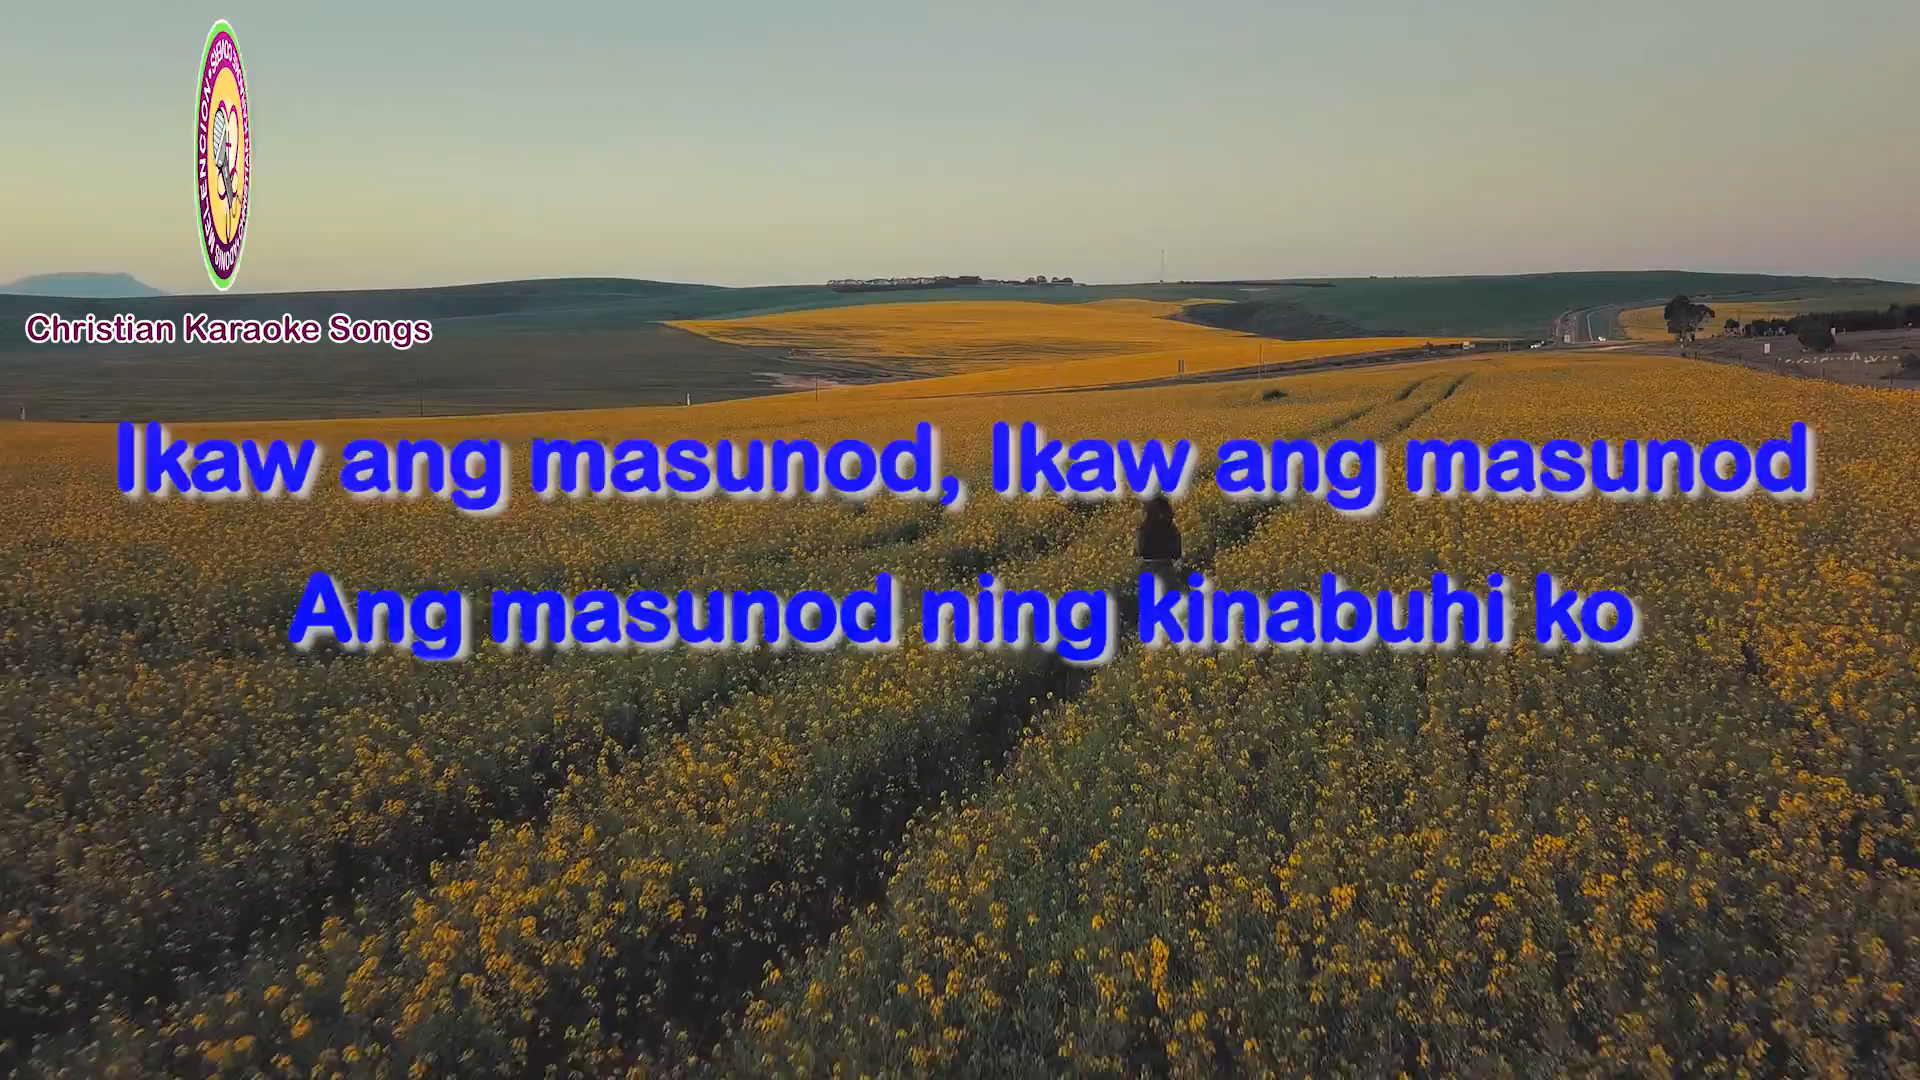 Christian Karaoke Songs
Ikaw ang masunod, Ikaw ang masunod
Ang masunod ning kinabuhi ko